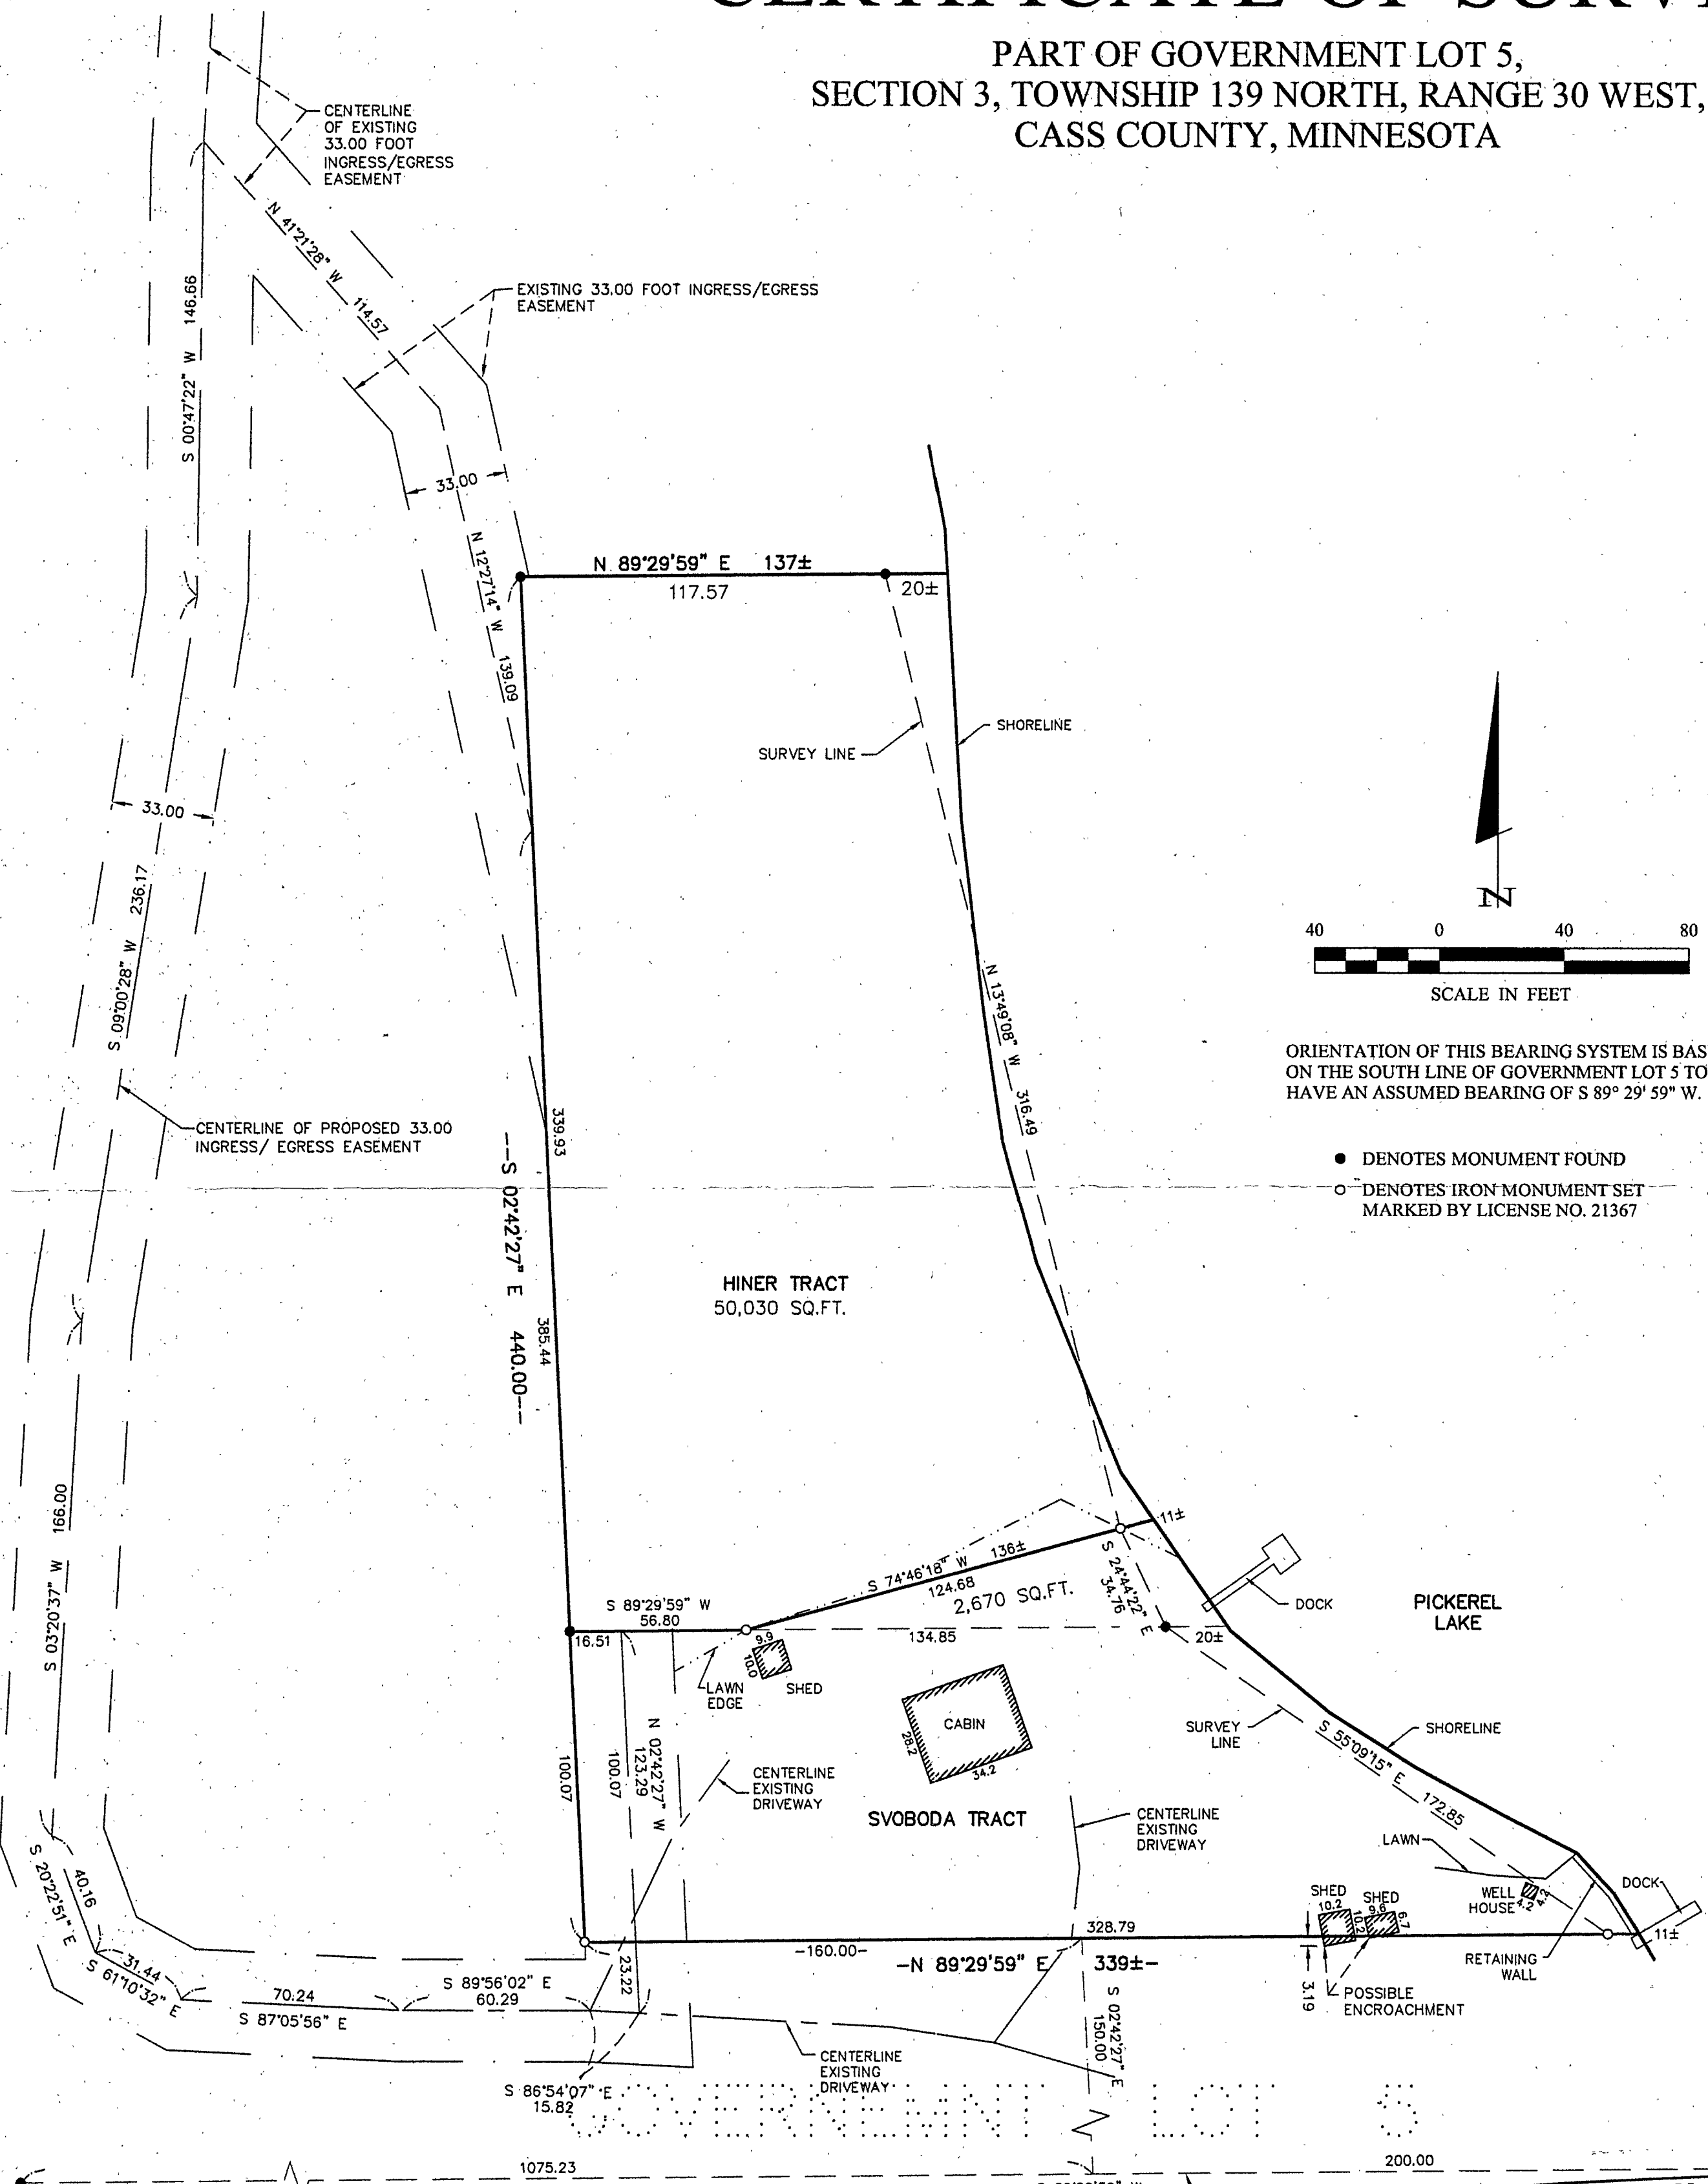 PART OF GOVERNMENT LOT 5,
SECTION 3, TOWNSHIP 139 NORTH, RANGE 30 WEST,
CASS COUNTY, MINNESOTA
CENTERLINE
OF EXISTING
33.00 FOOT
INGRESS/EGRESS
EASEMENT
N 41°21'28" W 114.57
S 00°47'22" W 146.66
EXISTING 33.00 FOOT INGRESS/EGRESS
EASEMENT
33.00
N 12°27'14" W 139.09
N 89°29'59" E 137±
117.57
20±
SURVEY LINE
SHORELINE
33.00
S 09°00'28" W 236.17
N
40 0 40 80
SCALE IN FEET
N 13°49'08" W 316.49
ORIENTATION OF THIS BEARING SYSTEM IS BAS
ON THE SOUTH LINE OF GOVERNMENT LOT 5 TO
HAVE AN ASSUMED BEARING OF S 89° 29' 59" W.
CENTERLINE OF PROPOSED 33.00
INGRESS/ EGRESS EASEMENT
339.93
--S 02°42'27" E 440.00--
385.44
● DENOTES MONUMENT FOUND
○ DENOTES IRON MONUMENT SET
MARKED BY LICENSE NO. 21367
HINER TRACT
50,030 SQ.FT.
S 03°20'37" W 166.00
11±
S 74°46'18" W 136±
124.68
2,670 SQ.FT.
S 24°44'22" E
34.76
S 89°29'59" W
56.80
16.51
134.85
20±
DOCK
PICKEREL
LAKE
9.9
10.0
SHED
LAWN
EDGE
CABIN
28.2
34.2
SURVEY
LINE
SHORELINE
S 55°09'15" E 172.85
N 02°42'27" W
123.29
100.07
100.07
CENTERLINE
EXISTING
DRIVEWAY
SVOBODA TRACT
CENTERLINE
EXISTING
DRIVEWAY
LAWN
WELL
HOUSE
4.2
4.2
DOCK
SHED
10.2
10.2
SHED
9.6
6.7
40.16
S 20°22'51" E
31.44
S 61°10'32" E
70.24
S 87°05'56" E
S 89°56'02" E
60.29
23.22
328.79
-160.00-
-N 89°29'59" E 339±-
11±
RETAINING
WALL
3.19
POSSIBLE
ENCROACHMENT
S 02°42'27" E
150.00
CENTERLINE
EXISTING
DRIVEWAY
S 86°54'07" E
15.82
GOVERNEMNT LOT 5
1075.23
200.00